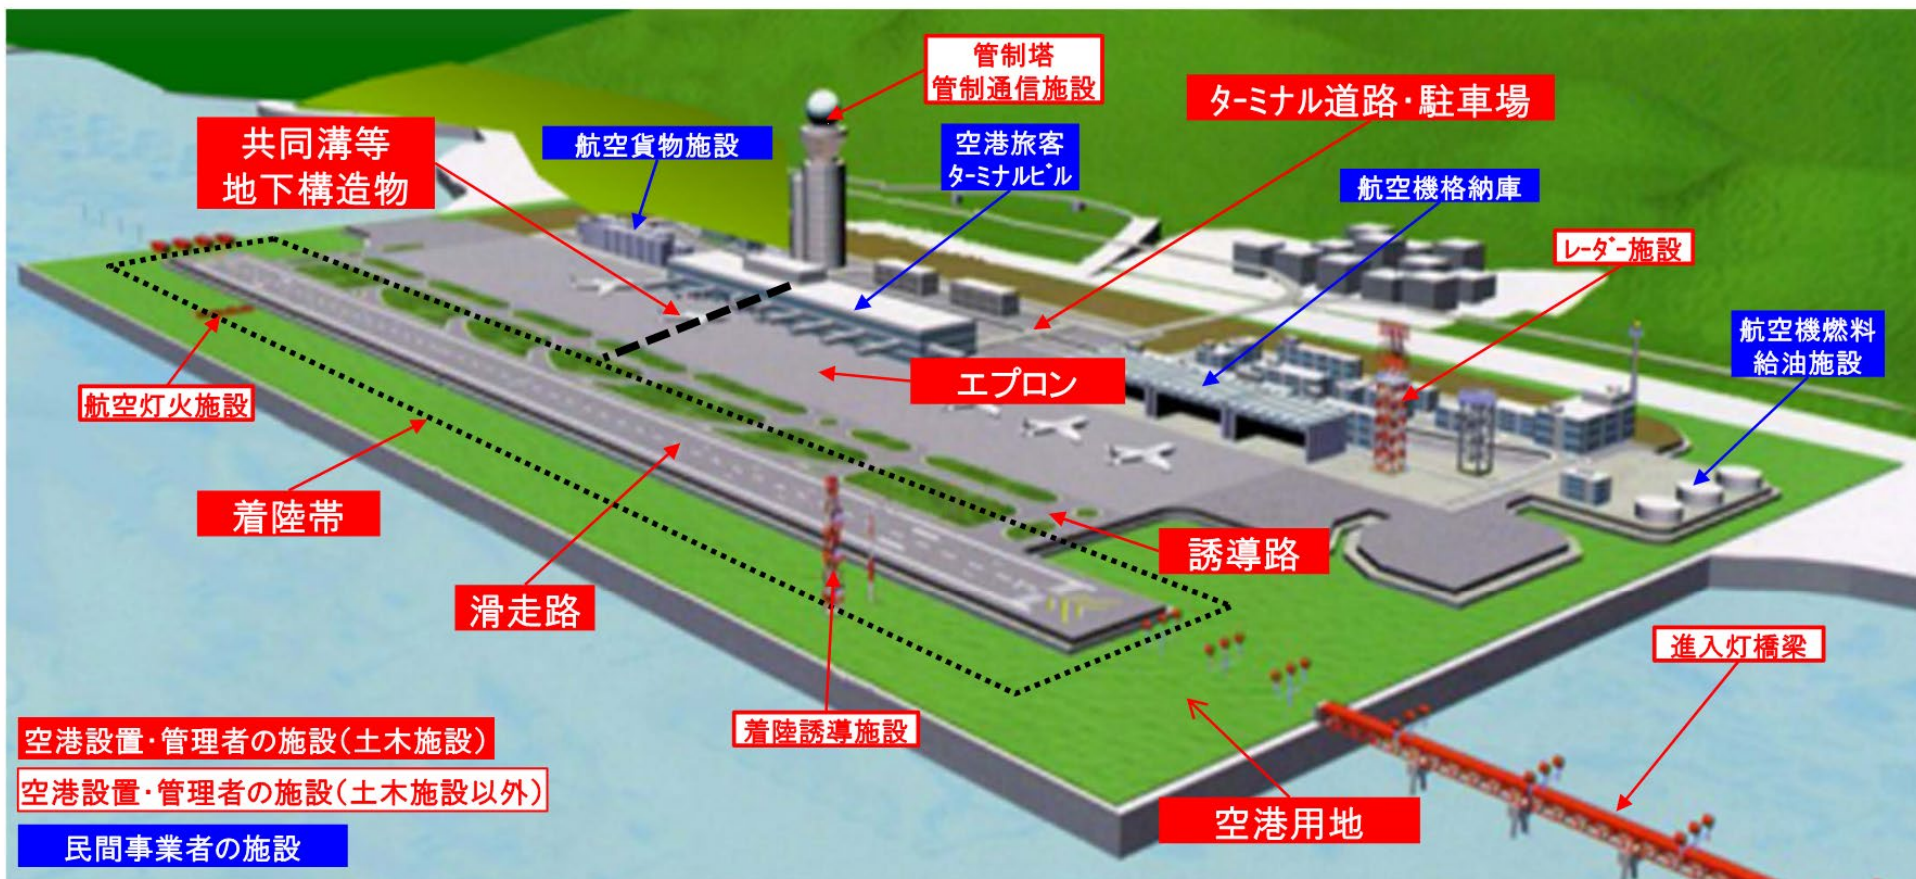 管制塔
管制通信施設
ターミナル道路・駐車場
共同溝等
地下構造物
航空貨物施設
空港旅客
ターミナルビル
航空機格納庫
レーダー施設
航空機燃料
給油施設
エプロン
航空灯火施設
着陸帯
誘導路
滑走路
進入灯橋梁
着陸誘導施設
空港用地
空港設置・管理者の施設(土木施設)
空港設置・管理者の施設(土木施設以外)
民間事業者の施設